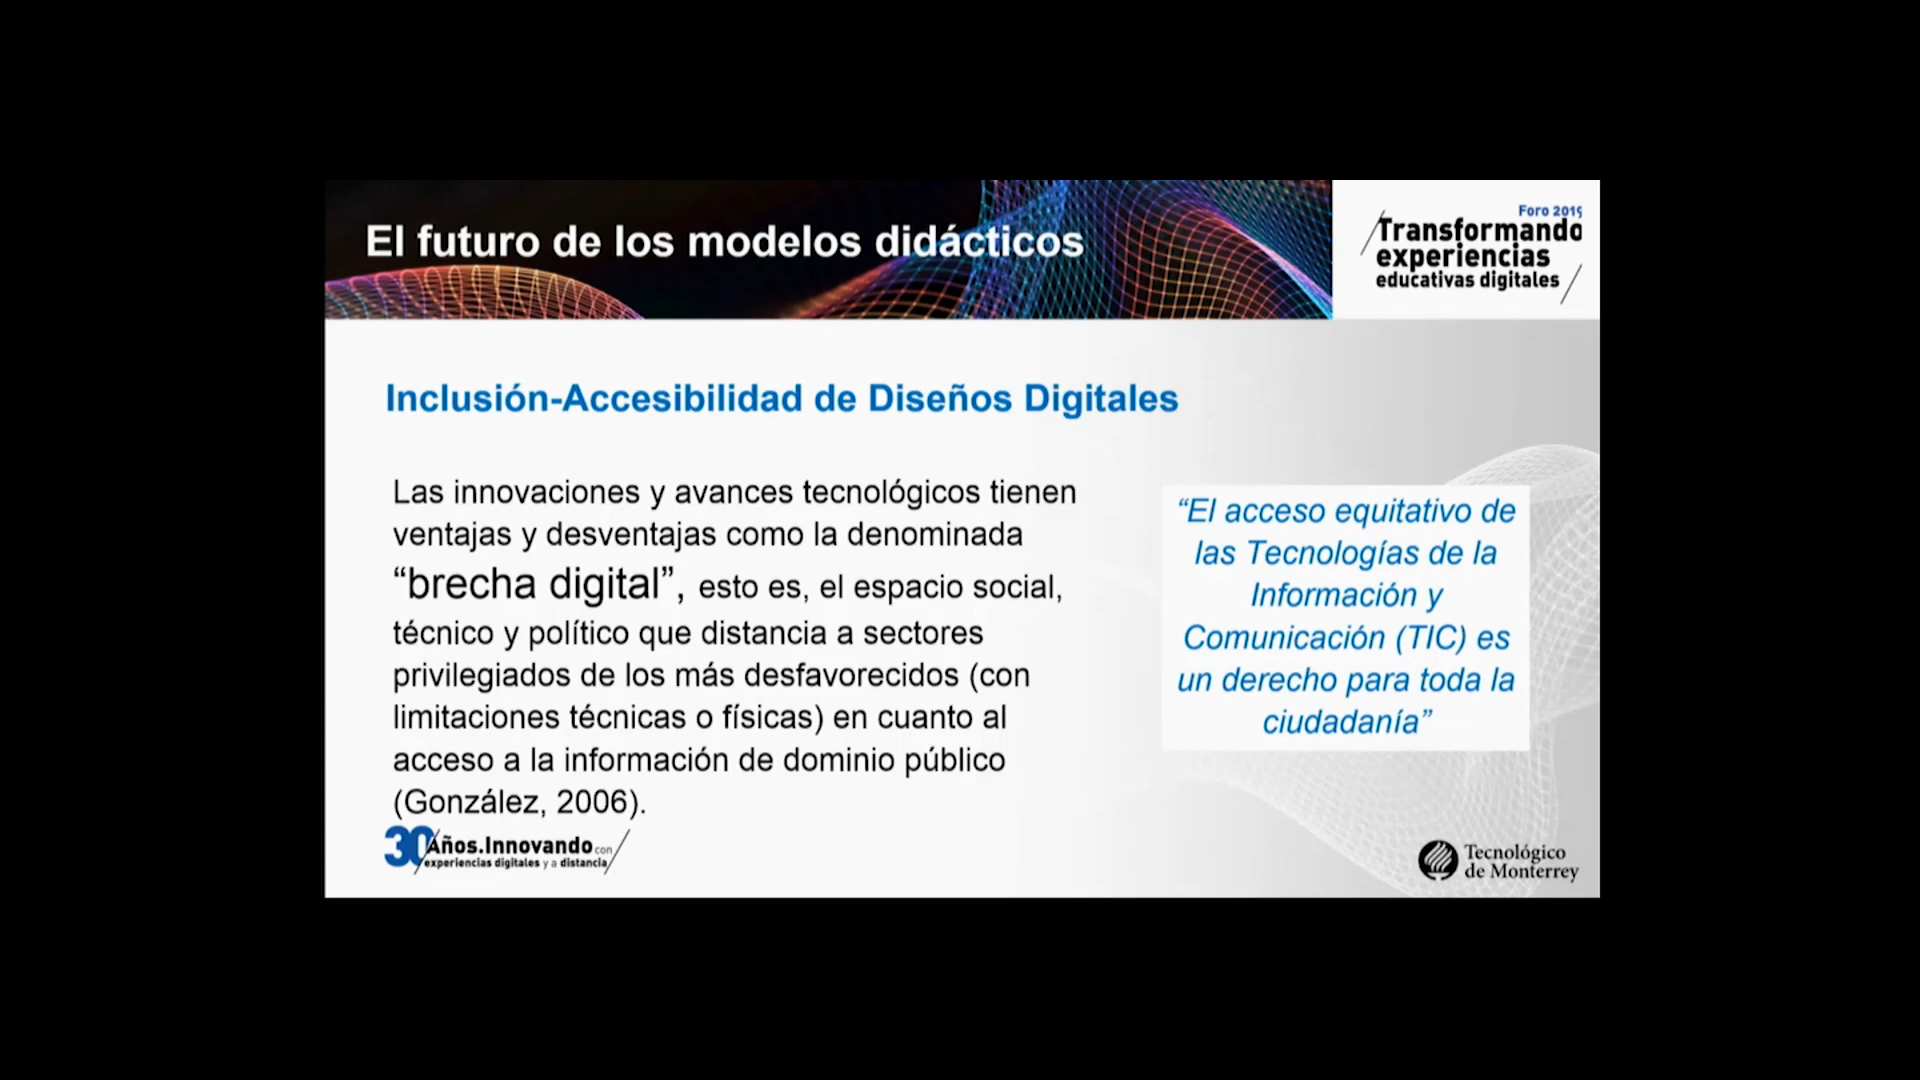 El futuro de los modelos didácticos
Foro 2019
Transformando
experiencias
educativas digitales
Inclusión-Accesibilidad de Diseños Digitales
Las innovaciones y avances tecnológicos tienen
ventajas y desventajas como la denominada
“brecha digital”, esto es, el espacio social,
técnico y político que distancia a sectores
privilegiados de los más desfavorecidos (con
limitaciones técnicas o físicas) en cuanto al
acceso a la información de dominio público
(González, 2006).
“El acceso equitativo de
las Tecnologías de la
Información y
Comunicación (TIC) es
un derecho para toda la
ciudadanía”
30 Años.Innovando con
experiencias digitales y a distancia
Tecnológico
de Monterrey